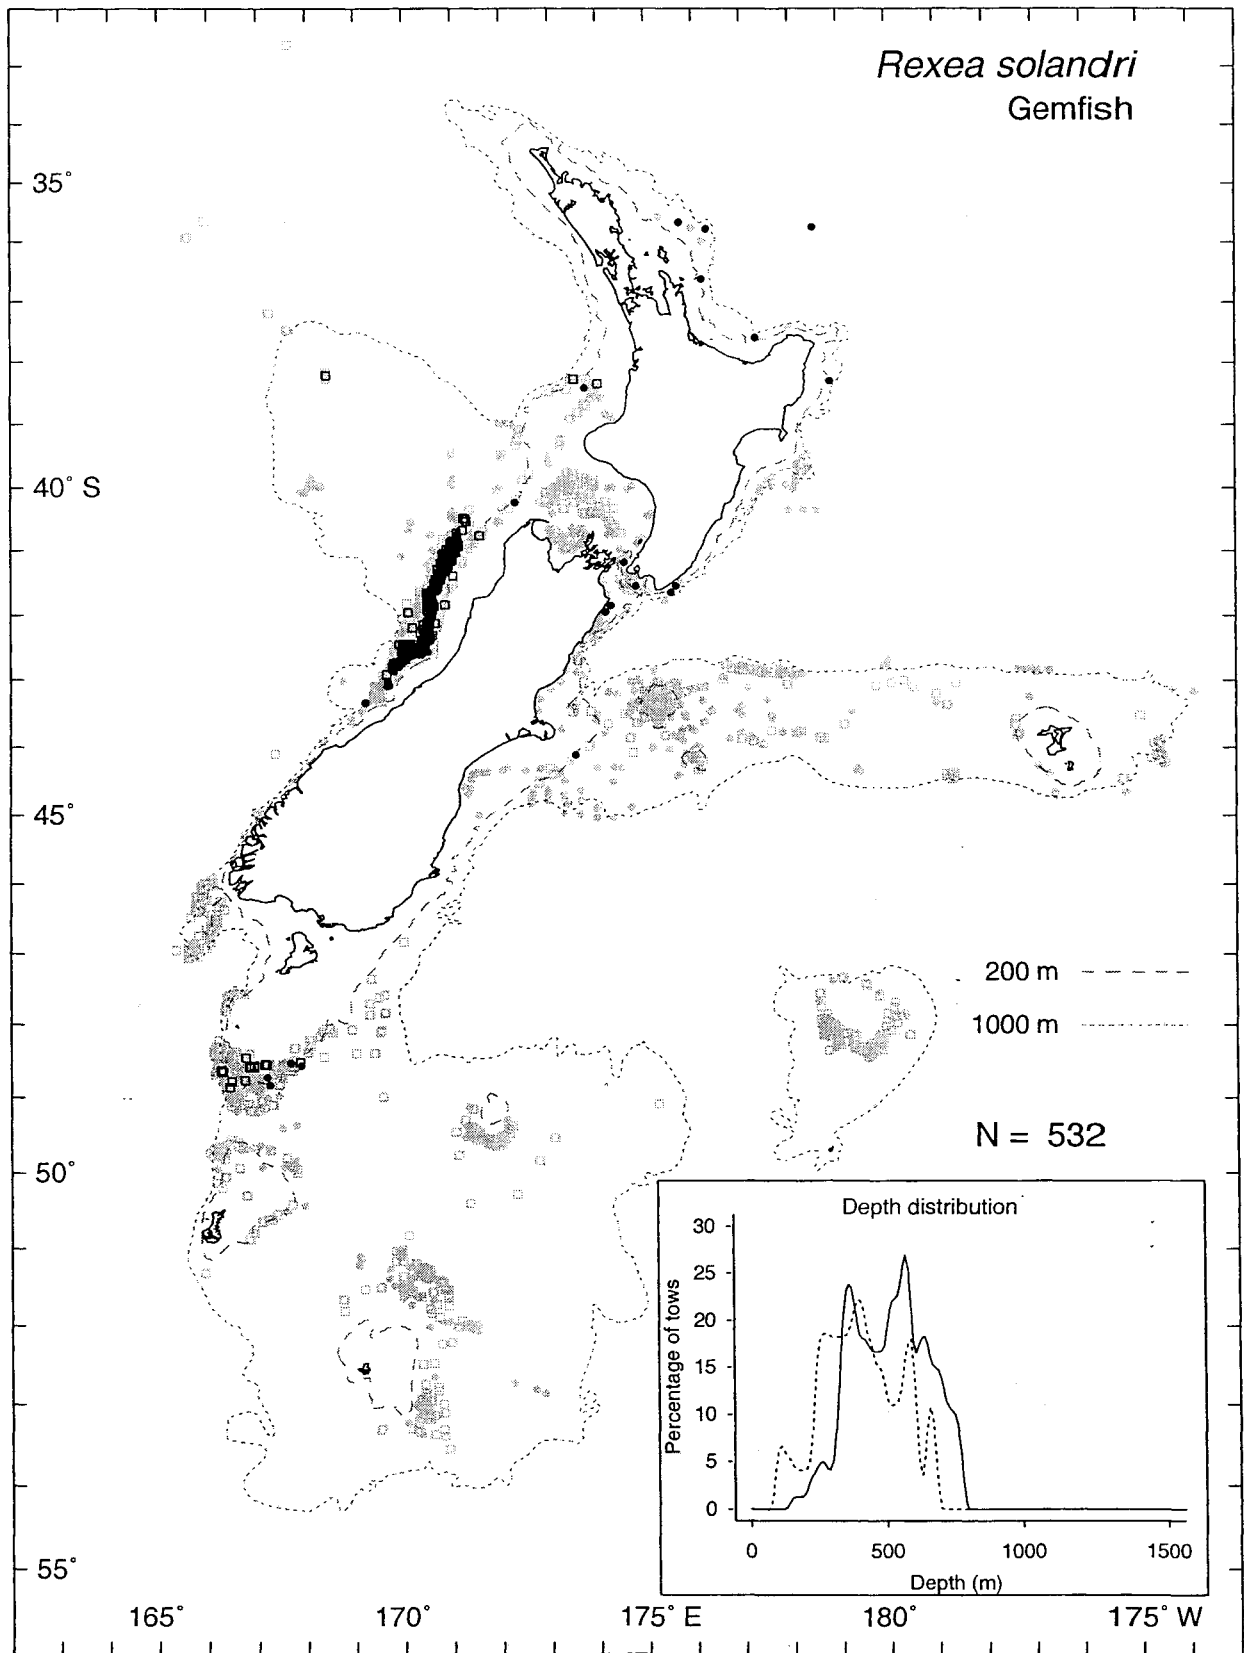 Rexea solandri
Gemfish
35°
40° S
45°
200 m
1000 m
N = 532
50°
Depth distribution
30
25
20
15
10
5
0
Percentage of tows
0 500 1000 1500
Depth (m)
55°
165° 170° 175° E 180° 175° W